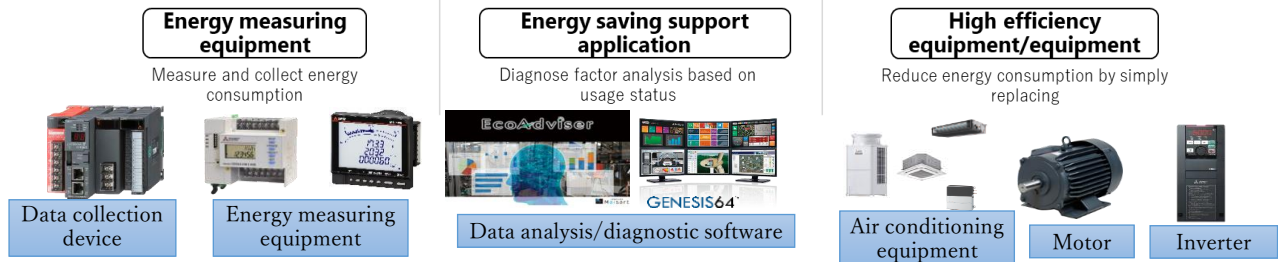 Energy measuring
equipment
Measure and collect energy
consumption
Data collection
device
Energy measuring
equipment
Energy saving support
application
Diagnose factor analysis based on
usage status
EcoAdviser
GENESIS64™
Data analysis/diagnostic software
High efficiency
equipment/equipment
Reduce energy consumption by simply
replacing
Air conditioning
equipment
Motor
Inverter